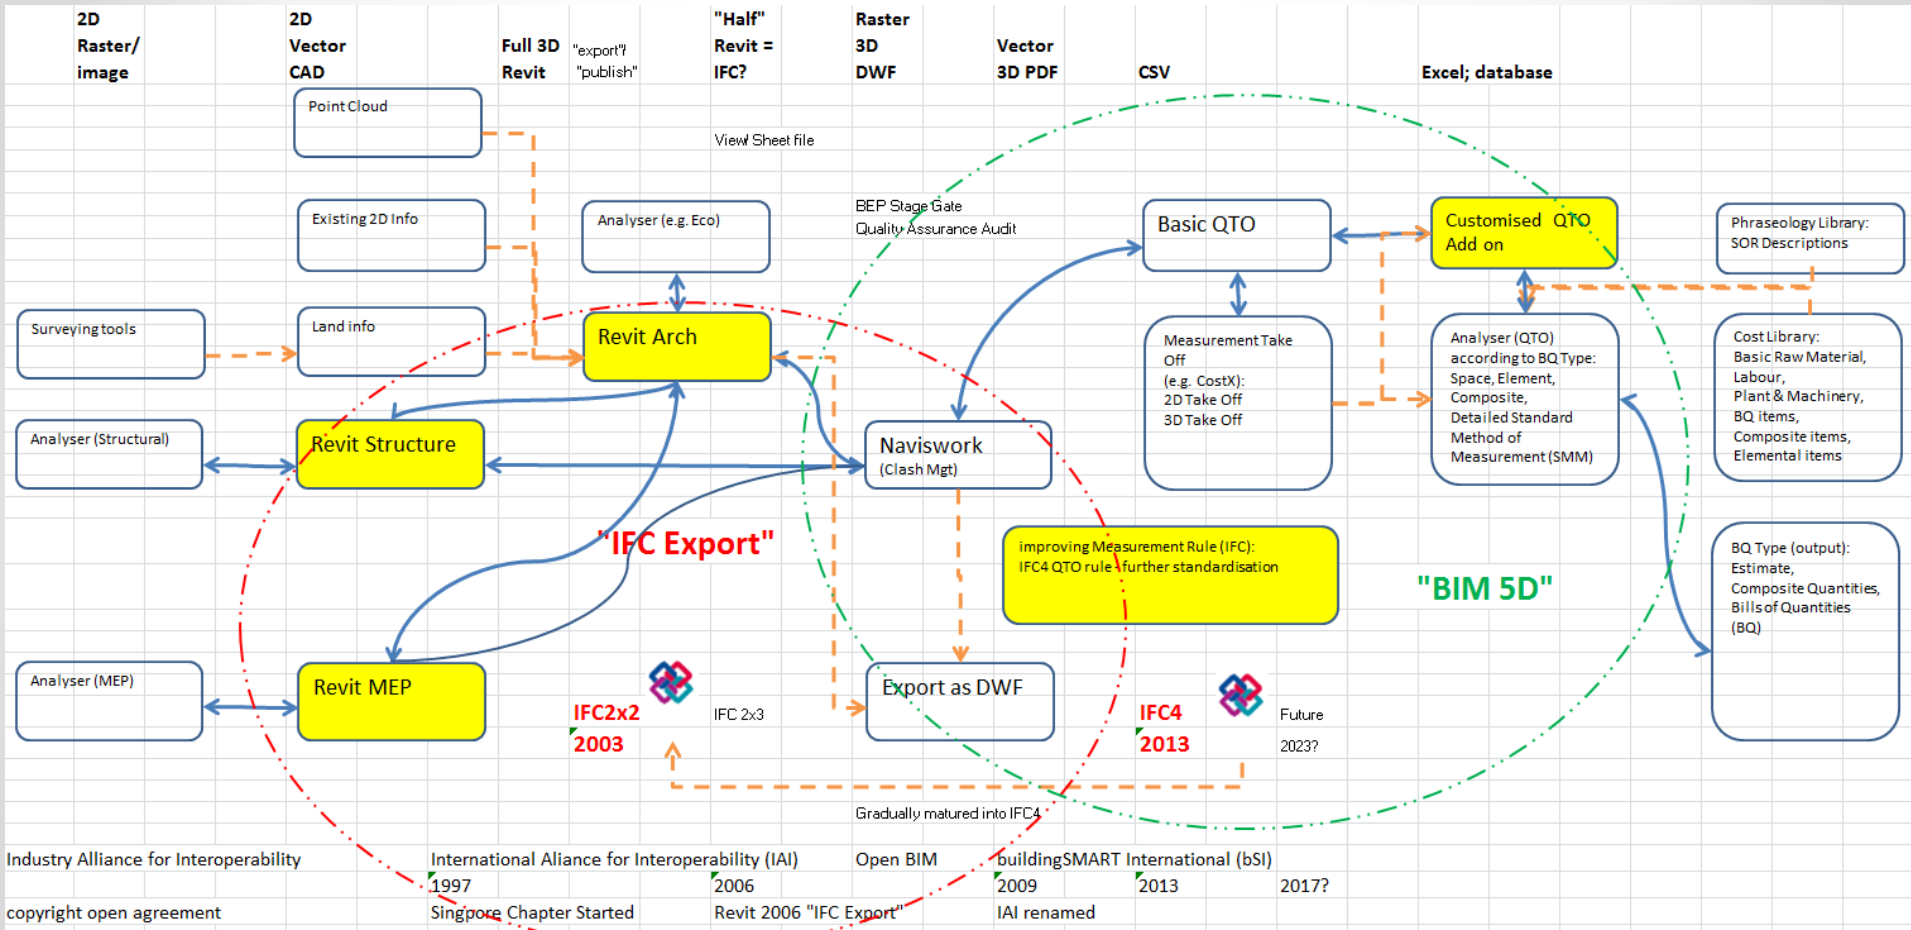 2D
Raster/
image
2D
Vector
CAD
Full 3D
Revit
"export"/
"publish"
"Half"
Revit =
IFC?
Raster
3D
DWF
Vector
3D PDF
CSV
Excel; database
Point Cloud
View/ Sheet file
Existing 2D Info
Analyser (e.g. Eco)
BEP Stage Gate
Quality Assurance Audit
Basic QTO
Customised QTO
Add on
Phraseology Library:
SOR Descriptions
Surveying tools
Land info
Revit Arch
Measurement Take
Off
(e.g. CostX):
2D Take Off
3D Take Off
Analyser (QTO)
according to BQ Type:
Space, Element,
Composite,
Detailed Standard
Method of
Measurement (SMM)
Cost Library:
Basic Raw Material,
Labour,
Plant & Machinery,
BQ items,
Composite items,
Elemental items
Analyser (Structural)
Revit Structure
Naviswork
(Clash Mgt)
"IFC Export"
improving Measurement Rule (IFC):
IFC4 QTO rule - further standardisation
"BIM 5D"
BQ Type (output):
Estimate,
Composite Quantities,
Bills of Quantities
(BQ)
Analyser (MEP)
Revit MEP
IFC2x2
2003
IFC 2x3
Export as DWF
IFC4
2013
Future
2023?
Gradually matured into IFC4
Industry Alliance for Interoperability
International Aliance for Interoperability (IAI)
Open BIM
buildingSMART International (bSI)
1997
2006
2009
2013
2017?
copyright open agreement
Singpore Chapter Started
Revit 2006 "IFC Export"
IAI renamed